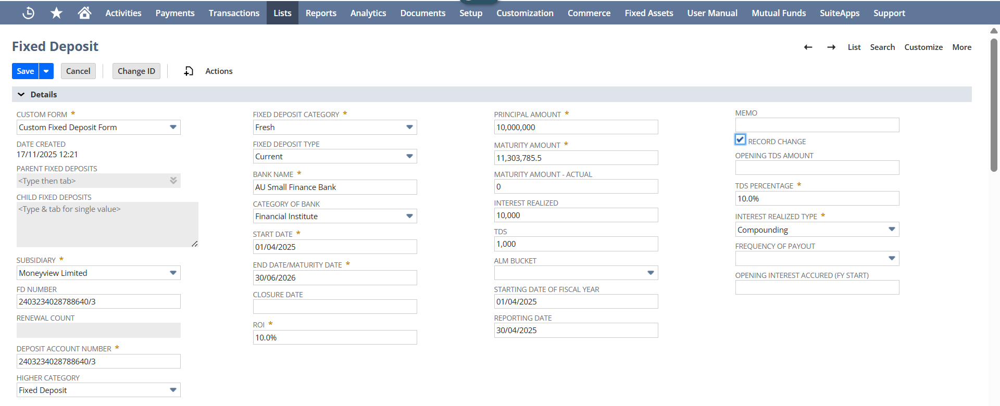 Activities Payments Transactions Lists Reports Analytics Documents Setup Customization Commerce Fixed Assets User Manual Mutual Funds SuiteApps Support
Fixed Deposit
List Search Customize More
Save Cancel Change ID Actions
Details
CUSTOM FORM *
Custom Fixed Deposit Form
DATE CREATED
17/11/2025 12:21
PARENT FIXED DEPOSITS
<Type then tab>
CHILD FIXED DEPOSITS
<Type & tab for single value>
SUBSIDIARY *
Moneyview Limited
FD NUMBER
2403234028788640/3
RENEWAL COUNT
DEPOSIT ACCOUNT NUMBER *
2403234028788640/3
HIGHER CATEGORY
Fixed Deposit
FIXED DEPOSIT CATEGORY *
Fresh
FIXED DEPOSIT TYPE
Current
BANK NAME *
AU Small Finance Bank
CATEGORY OF BANK
Financial Institute
START DATE *
01/04/2025
END DATE/MATURITY DATE *
30/06/2026
CLOSURE DATE
ROI *
10.0%
PRINCIPAL AMOUNT *
10,000,000
MATURITY AMOUNT *
11,303,785.5
MATURITY AMOUNT - ACTUAL
0
INTEREST REALIZED
10,000
TDS
1,000
ALM BUCKET
STARTING DATE OF FISCAL YEAR
01/04/2025
REPORTING DATE
30/04/2025
MEMO
RECORD CHANGE
OPENING TDS AMOUNT
TDS PERCENTAGE *
10.0%
INTEREST REALIZED TYPE *
Compounding
FREQUENCY OF PAYOUT
OPENING INTEREST ACCURED (FY START)